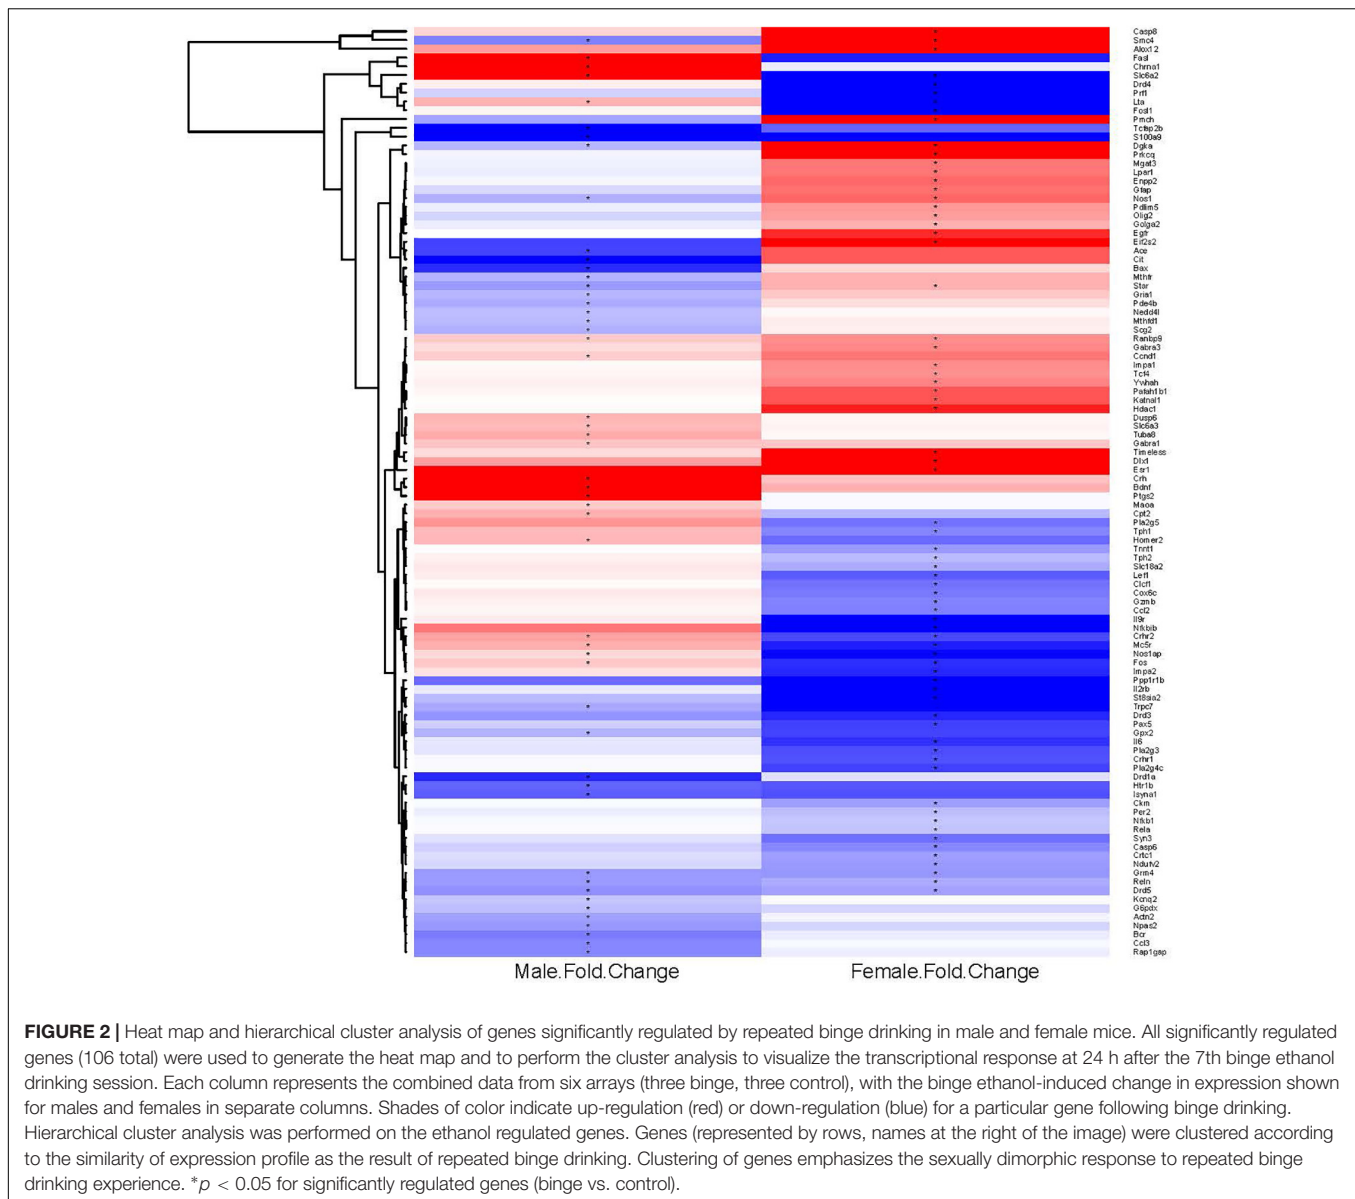 Casp8
Smc4
Alox12
Fasl
Chrna1
Slc6a2
Drd4
Prf1
Lta
Fosl1
Pmch
Tcfap2b
S100a9
Dgka
Prkcq
Mgat3
Lpar1
Enpp2
Gfap
Nos1
Pdlim5
Olig2
Golga2
Egfr
Eif2s2
Ace
Cit
Bax
Mthfr
Star
Gria1
Pde4b
Nedd4l
Mthfd1
Scg2
Ranbp9
Gabra3
Ccnd1
Impa1
Tcf4
Ywhah
Pafah1b1
Katnal1
Hdac1
Dusp6
Slc6a3
Tuba8
Gabra1
Timeless
Dlx1
Esr1
Crh
Bdnf
Ptgs2
Maoa
Cpt2
Pla2g5
Tph1
Homer2
Tnnt1
Tph2
Slc18a2
Lef1
Clcf1
Cox6c
Gzmb
Ccl2
Il9r
Nfkbib
Crhr2
Mc5r
Nos1ap
Fos
Impa2
Ppp1r1b
Il2rb
St8sia2
Trpc7
Drd3
Pax5
Gpx2
Il6
Pla2g3
Crhr1
Pla2g4c
Drd1a
Htr1b
Isyna1
Ckm
Per2
Nfkb1
Rela
Syn3
Casp6
Crtc1
Ndufv2
Grm4
Reln
Drd5
Kcnq2
G6pdx
Actn2
Npas2
Bcr
Ccl3
Rap1gap
Male.Fold.Change Female.Fold.Change
FIGURE 2 | Heat map and hierarchical cluster analysis of genes significantly regulated by repeated binge drinking in male and female mice. All significantly regulated
genes (106 total) were used to generate the heat map and to perform the cluster analysis to visualize the transcriptional response at 24 h after the 7th binge ethanol
drinking session. Each column represents the combined data from six arrays (three binge, three control), with the binge ethanol-induced change in expression shown
for males and females in separate columns. Shades of color indicate up-regulation (red) or down-regulation (blue) for a particular gene following binge drinking.
Hierarchical cluster analysis was performed on the ethanol regulated genes. Genes (represented by rows, names at the right of the image) were clustered according
to the similarity of expression profile as the result of repeated binge drinking. Clustering of genes emphasizes the sexually dimorphic response to repeated binge
drinking experience. *p < 0.05 for significantly regulated genes (binge vs. control).